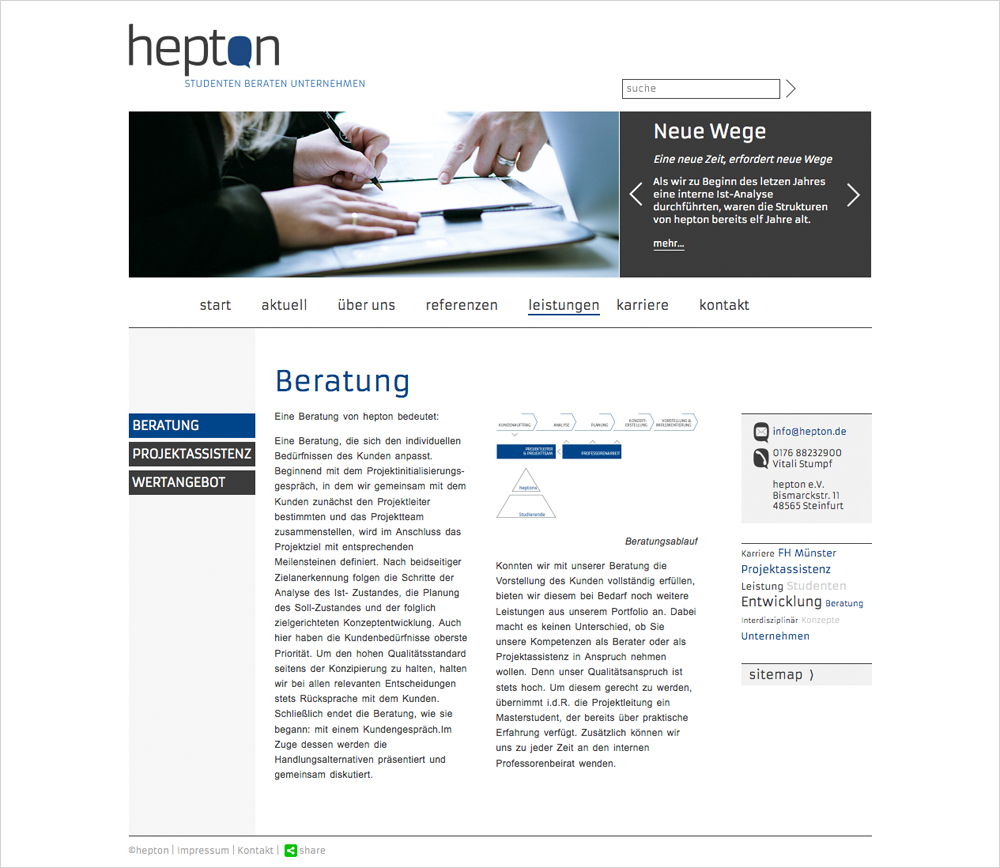 hepton
STUDENTEN BERATEN UNTERNEHMEN
suche
Neue Wege
Eine neue Zeit, erfordert neue Wege
Als wir zu Beginn des letzen Jahres
eine interne Ist-Analyse
durchführten, waren die Strukturen
von hepton bereits elf Jahre alt.
mehr...
start aktuell über uns referenzen leistungen karriere kontakt
BERATUNG
PROJEKTASSISTENZ
WERTANGEBOT
Beratung
Eine Beratung von hepton bedeutet:
Eine Beratung, die sich den individuellen
Bedürfnissen des Kunden anpasst.
Beginnend mit dem Projektinitialisierungs-
gespräch, in dem wir gemeinsam mit dem
Kunden zunächst den Projektleiter
bestimmten und das Projektteam
zusammenstellen, wird im Anschluss das
Projektziel mit entsprechenden
Meilensteinen definiert. Nach beidseitiger
Zielanerkennung folgen die Schritte der
Analyse des Ist- Zustandes, die Planung
des Soll-Zustandes und der folglich
zielgerichteten Konzeptentwicklung. Auch
hier haben die Kundenbedürfnisse oberste
Priorität. Um den hohen Qualitätsstandard
seitens der Konzipierung zu halten, halten
wir bei allen relevanten Entscheidungen
stets Rücksprache mit dem Kunden.
Schließlich endet die Beratung, wie sie
begann: mit einem Kundengespräch.Im
Zuge dessen werden die
Handlungsalternativen präsentiert und
gemeinsam diskutiert.
KUNDENAUFTRAG ANALYSE PLANUNG KONZEPT-
ERSTELLUNG VORSTELLUNG &
IMPLEMENTIERUNG
PROJEKTLEITER
& PROJEKTTEAM PROFESSORENARBEIT
heptons
Studierende
Beratungsablauf
Konnten wir mit unserer Beratung die
Vorstellung des Kunden vollständig erfüllen,
bieten wir diesem bei Bedarf noch weitere
Leistungen aus unserem Portfolio an. Dabei
macht es keinen Unterschied, ob Sie
unsere Kompetenzen als Berater oder als
Projektassistenz in Anspruch nehmen
wollen. Denn unser Qualitätsanspruch ist
stets hoch. Um diesem gerecht zu werden,
übernimmt i.d.R. die Projektleitung ein
Masterstudent, der bereits über praktische
Erfahrung verfügt. Zusätzlich können wir
uns zu jeder Zeit an den internen
Professorenbeirat wenden.
info@hepton.de
0176 88232900
Vitali Stumpf
hepton e.V.
Bismarckstr. 11
48565 Steinfurt
Karriere FH Münster
Projektassistenz
Leistung Studenten
Entwicklung Beratung
Interdisziplinär Konzepte
Unternehmen
sitemap ⟩
©hepton | Impressum | Kontakt | share